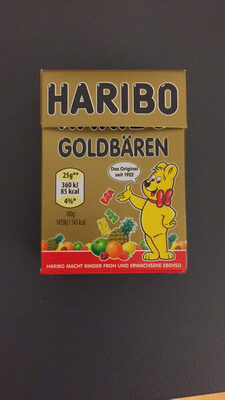 HARIBO
HARIBO
GOLDBÄREN
Das Original
seit 1922
25g**
360 kJ
85 kcal
4%*
100g:
343 kcal
HARIBO MACHT KINDER FROH UND ERWACHSENE EBENSO